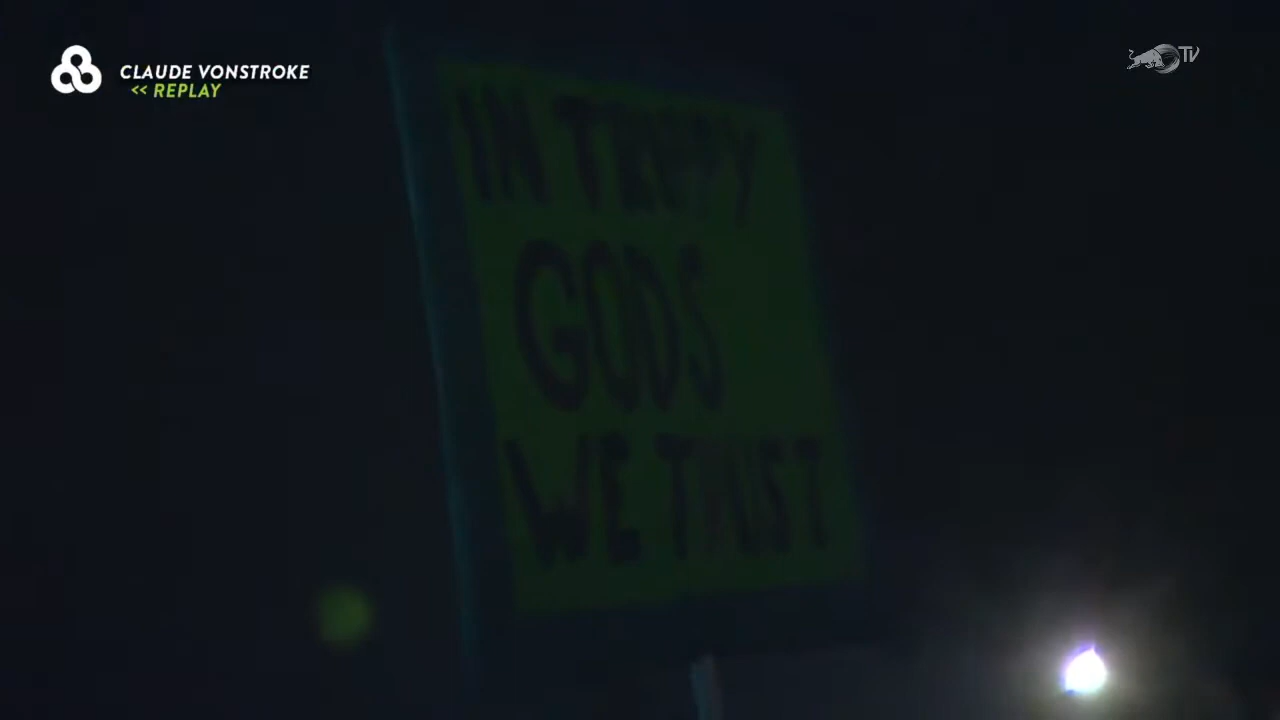 CLAUDE VONSTROKE
<< REPLAY
TV
IN
GODS
WE TRUST